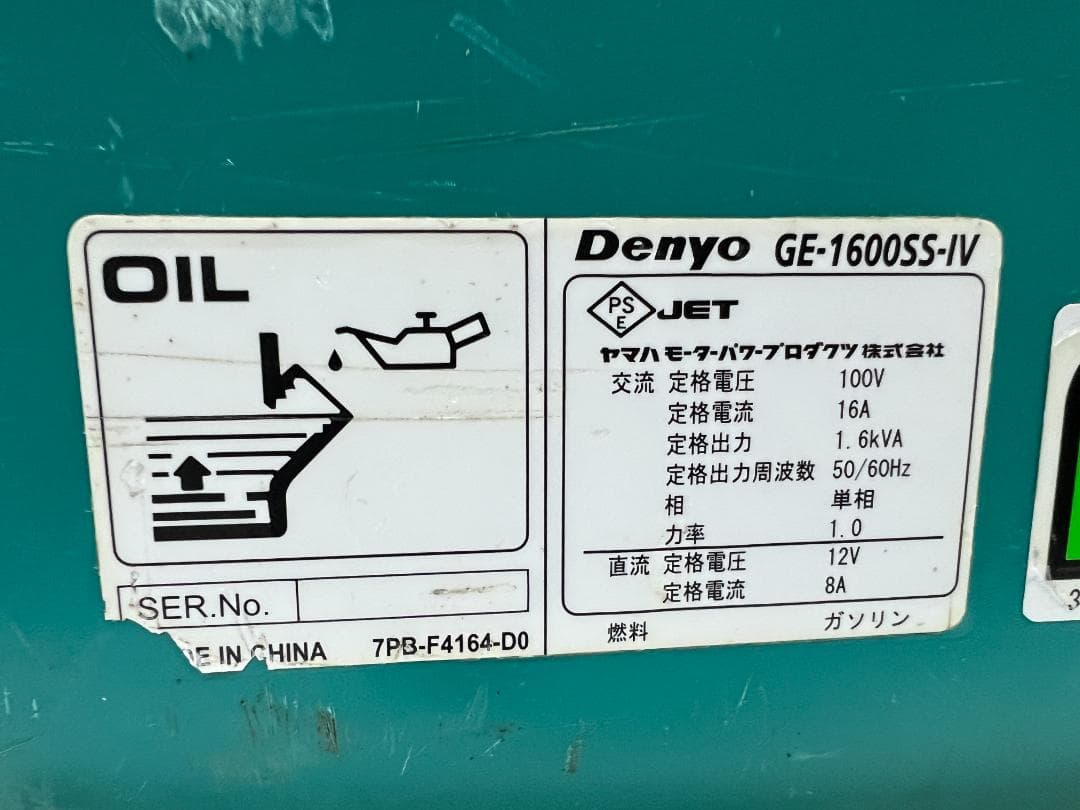 OIL
SER.No.
E IN CHINA 7PB-F4164-D0
Denyo GE-1600SS-IV
PS
E
JET
ヤマハモーターパワープロダクツ株式会社
交流 定格電圧 100V
定格電流 16A
定格出力 1.6kVA
定格出力周波数 50/60Hz
相 単相
力率 1.0
直流 定格電圧 12V
定格電流 8A
燃料 ガソリン
3